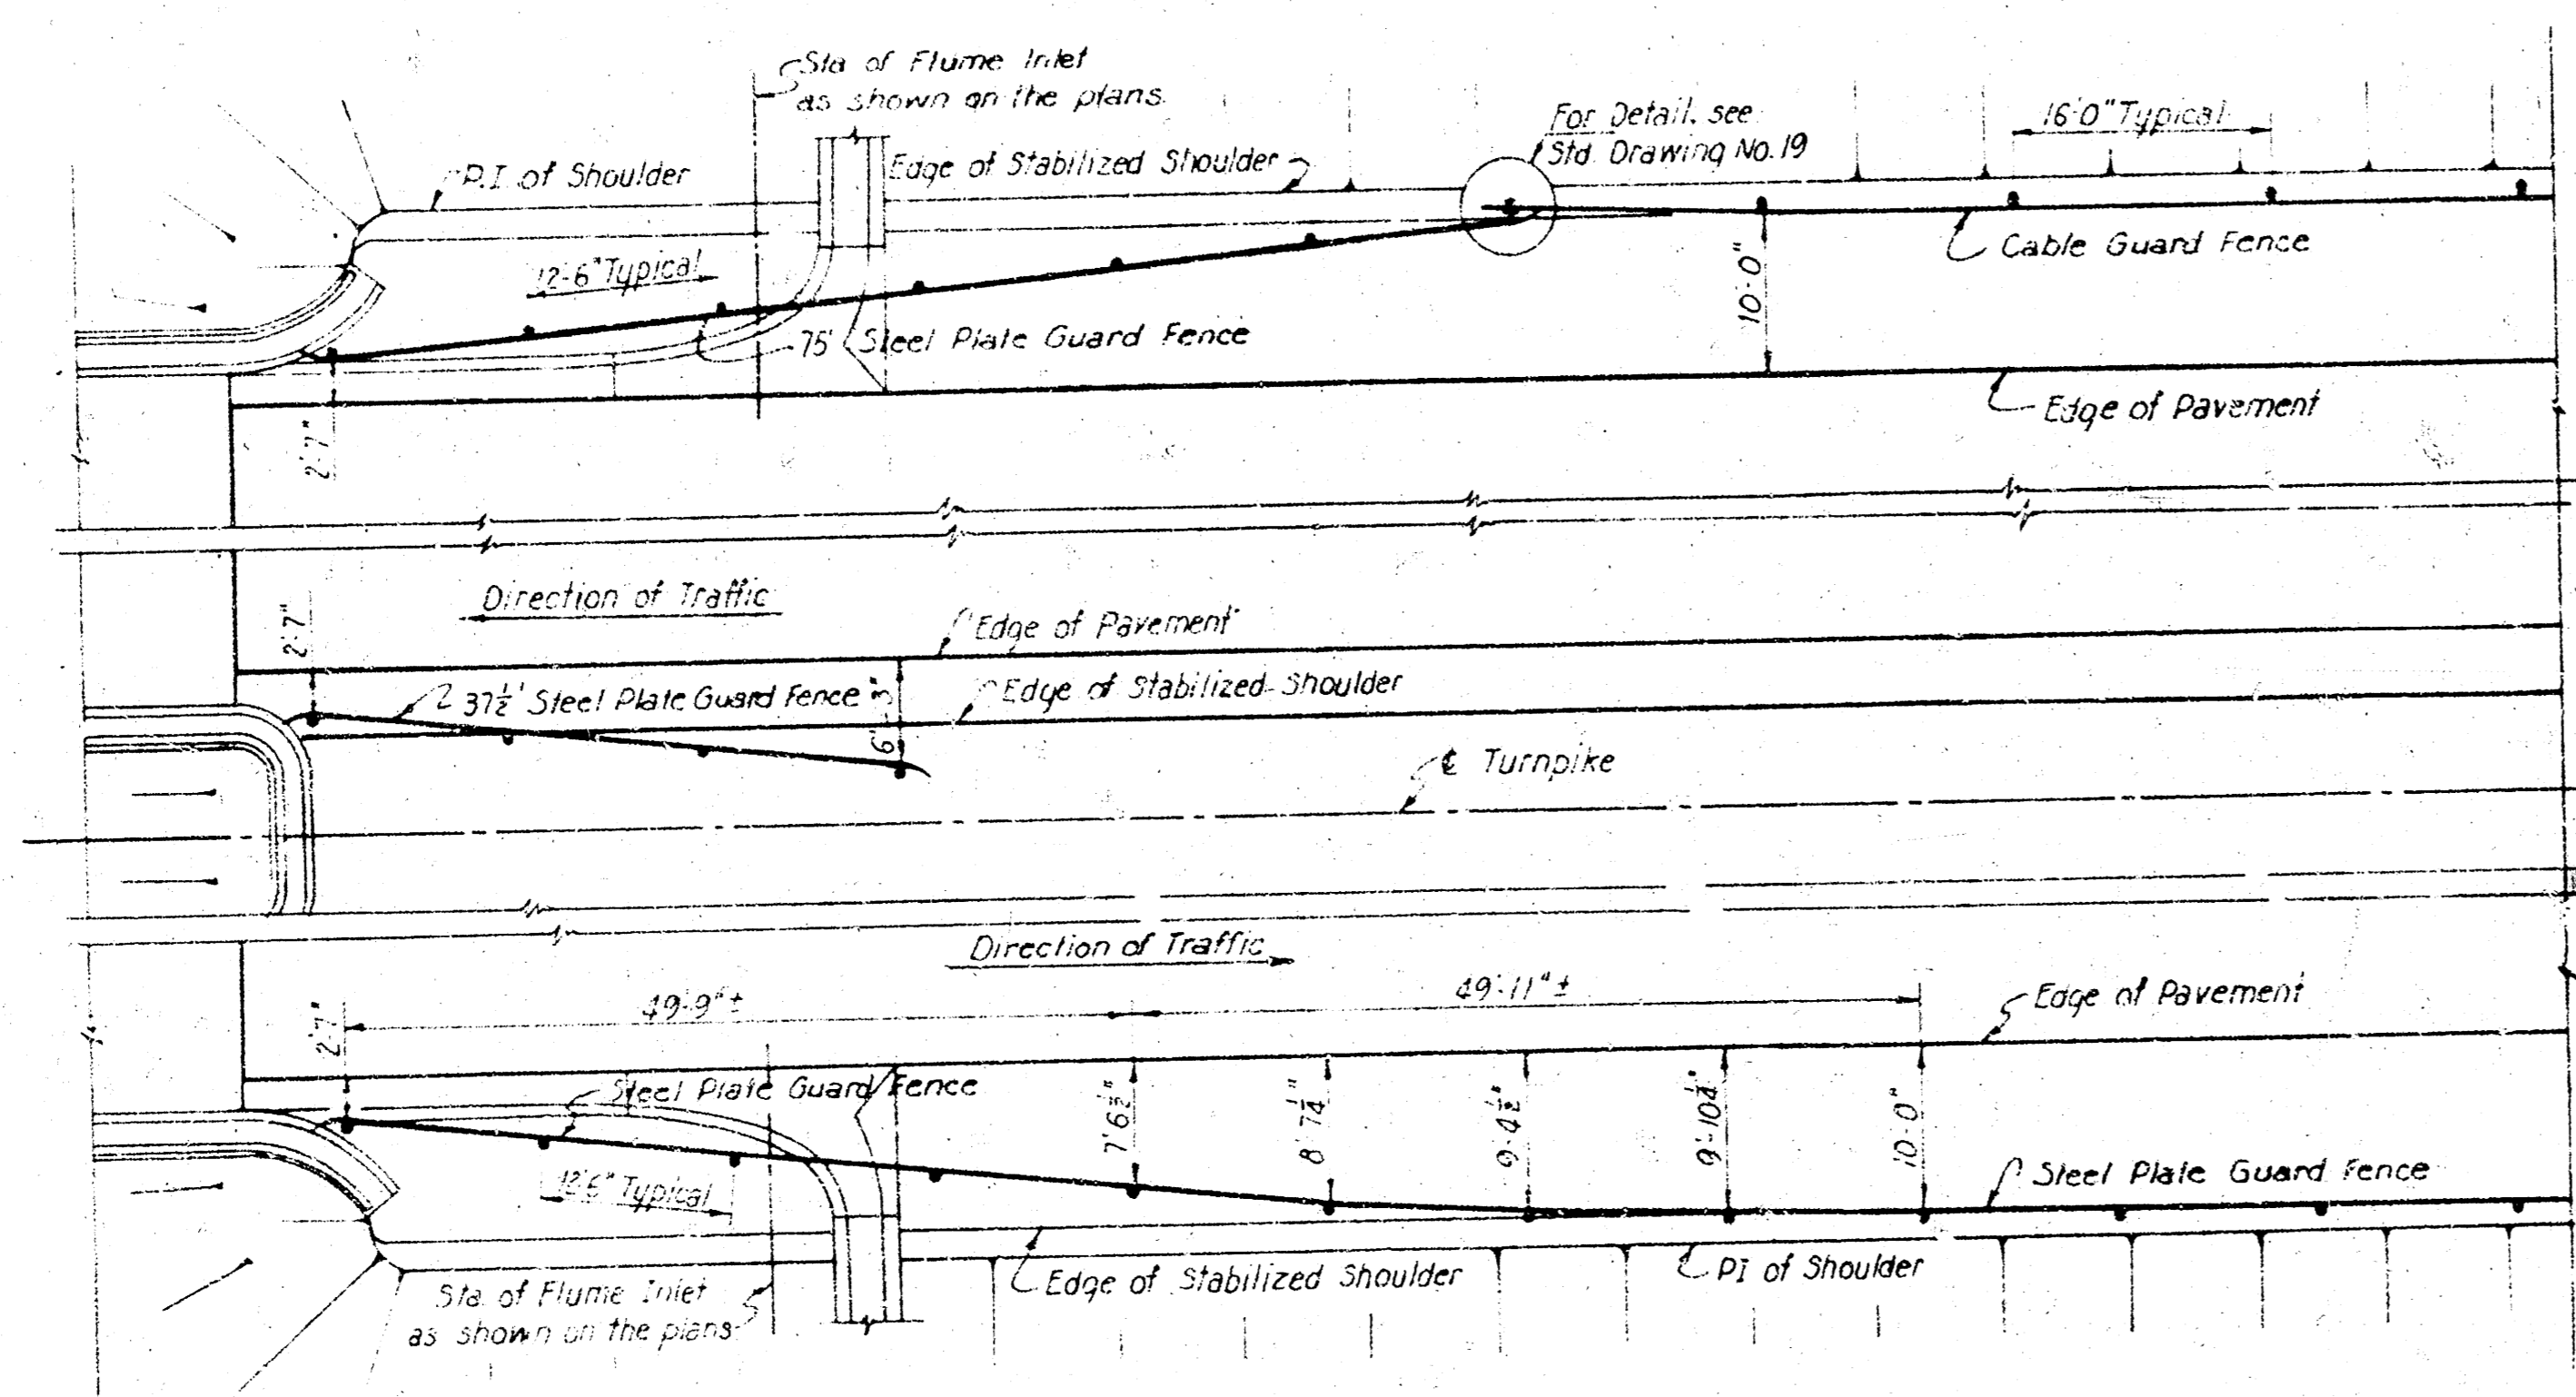 Sta of Flume Inlet
as shown on the plans.
For Detail, see
Std. Drawing No. 19
16'-0" Typical
P.I. of Shoulder
Edge of Stabilized Shoulder
Cable Guard Fence
12'-6" Typical
10'-0"
75' Steel Plate Guard Fence
Edge of Pavement
2'-7"
Direction of Traffic
2'-7"
Edge of Pavement
37½' Steel Plate Guard Fence
6'-3"
Edge of Stabilized Shoulder
℄ Turnpike
Direction of Traffic
49'-9"±
49'-11"±
Edge of Pavement
2'-7"
Steel Plate Guard Fence
7'6½"
8'7¼"
9'-4½"
9'-10¼"
10'-0"
12'6" Typical
Steel Plate Guard Fence
Edge of Stabilized Shoulder
PI of Shoulder
Sta. of Flume Inlet
as shown on the plans